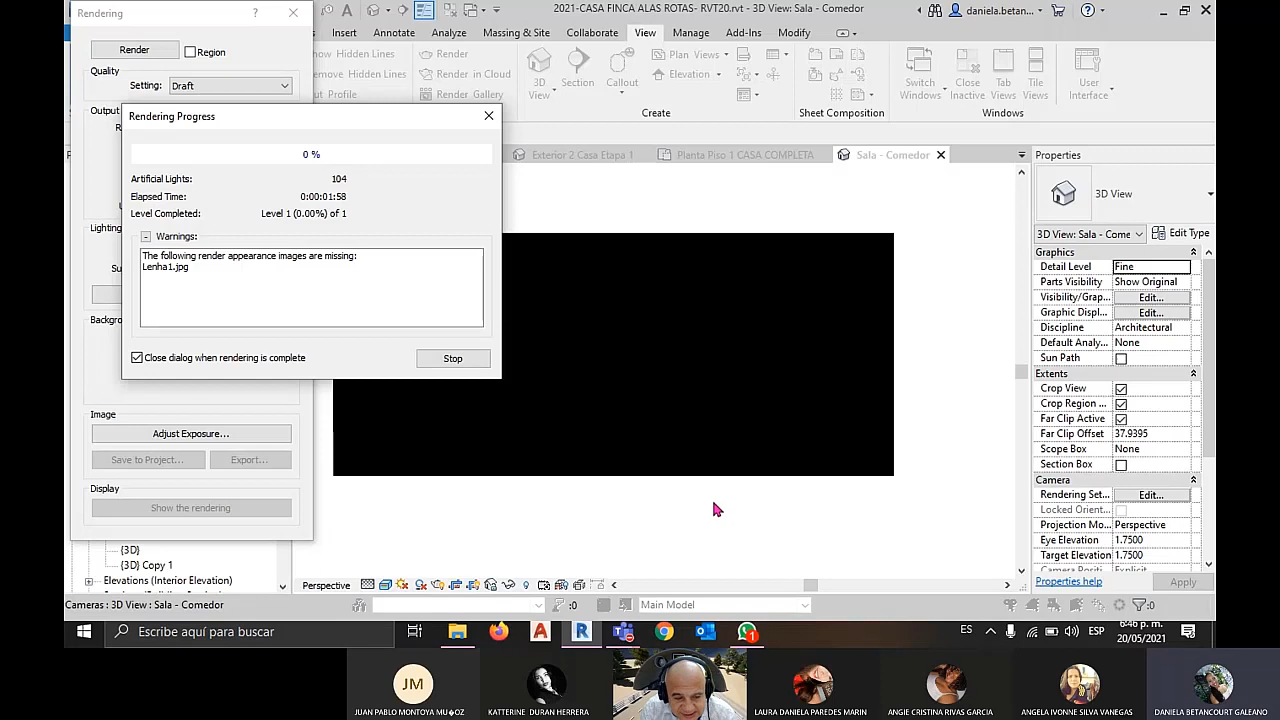 Rendering
? 
2021-CASA FINCA ALAS ROTAS- RVT20.rvt - 3D View: Sala - Comedor
daniela.betan...
Insert Annotate Analyze Massing & Site Collaborate View Manage Add-Ins Modify
Render
Region
Quality
Setting: Draft
Hidden Lines
Hidden Lines
Render
Render in Cloud
Render Gallery
3D
View
Section
Callout
Plan Views
Elevation
Create
Sheet Composition
Switch
Windows
Close
Inactive
Tab
Views
Tile
Views
Windows
User
Interface
Output
Rendering Progress
0 %
Artificial Lights: 104
Elapsed Time: 0:00:01:58
Level Completed: Level 1 (0.00%) of 1
Warnings:
The following render appearance images are missing:
Lenha1.jpg
Close dialog when rendering is complete
Stop
Lighting
Image
Adjust Exposure...
Save to Project...
Export...
Display
Show the rendering
{3D}
{3D} Copy 1
Elevations (Interior Elevation)
Exterior 2 Casa Etapa 1
Planta Piso 1 CASA COMPLETA
Sala - Comedor
Properties
3D View
3D View: Sala - Come
Edit Type
Graphics
Detail Level Fine
Parts Visibility Show Original
Visibility/Grap... Edit...
Graphic Displ... Edit...
Discipline Architectural
Default Analy... None
Sun Path
Extents
Crop View
Crop Region ...
Far Clip Active
Far Clip Offset 37.9395
Scope Box None
Section Box
Camera
Rendering Set... Edit...
Locked Orient...
Projection Mo... Perspective
Eye Elevation 1.7500
Target Elevation 1.7500
Properties help
Apply
Perspective
Cameras : 3D View : Sala - Comedor
:0
Main Model
:0
Escribe aquí para buscar
1
ES
ESP
6:46 p. m.
20/05/2021
JM
JUAN PABLO MONTOYA MU�OZ
KATTERINE DURAN HERRERA
LAURA DANIELA PAREDES MARIN
ANGIE CRISTINA RIVAS GARCIA
ANGELA IVONNE SILVA VANEGAS
DANIELA BETANCOURT GALEANO